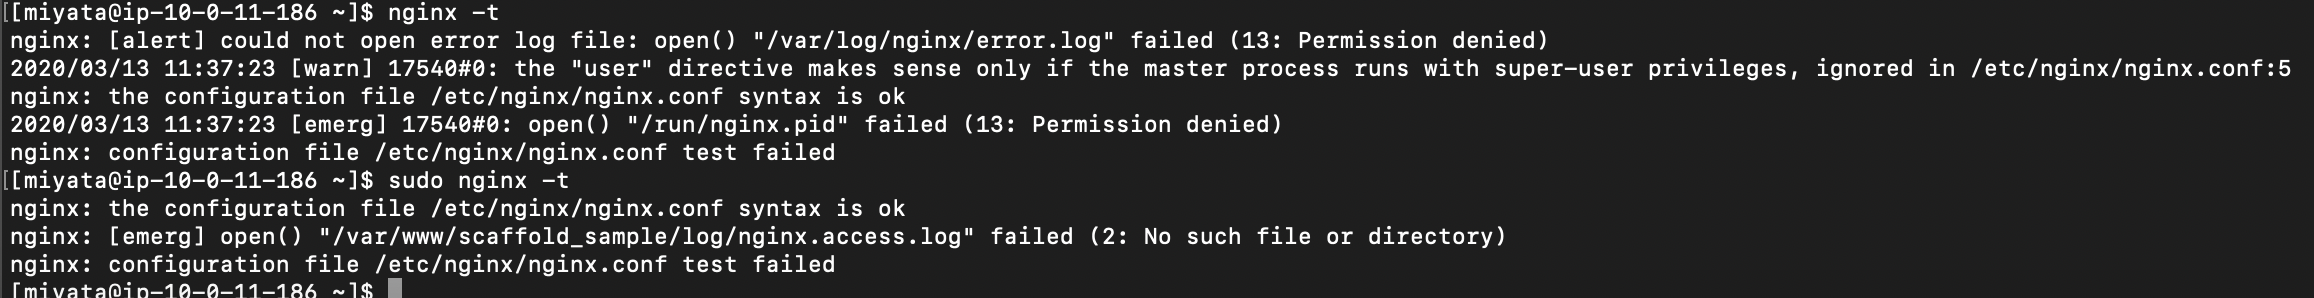 [[miyata@ip-10-0-11-186 ~]$ nginx -t
nginx: [alert] could not open error log file: open() "/var/log/nginx/error.log" failed (13: Permission denied)
2020/03/13 11:37:23 [warn] 17540#0: the "user" directive makes sense only if the master process runs with super-user privileges, ignored in /etc/nginx/nginx.conf:5
nginx: the configuration file /etc/nginx/nginx.conf syntax is ok
2020/03/13 11:37:23 [emerg] 17540#0: open() "/run/nginx.pid" failed (13: Permission denied)
nginx: configuration file /etc/nginx/nginx.conf test failed
[[miyata@ip-10-0-11-186 ~]$ sudo nginx -t
nginx: the configuration file /etc/nginx/nginx.conf syntax is ok
nginx: [emerg] open() "/var/www/scaffold_sample/log/nginx.access.log" failed (2: No such file or directory)
nginx: configuration file /etc/nginx/nginx.conf test failed
[miyata@ip-10-0-11-186 ~]$